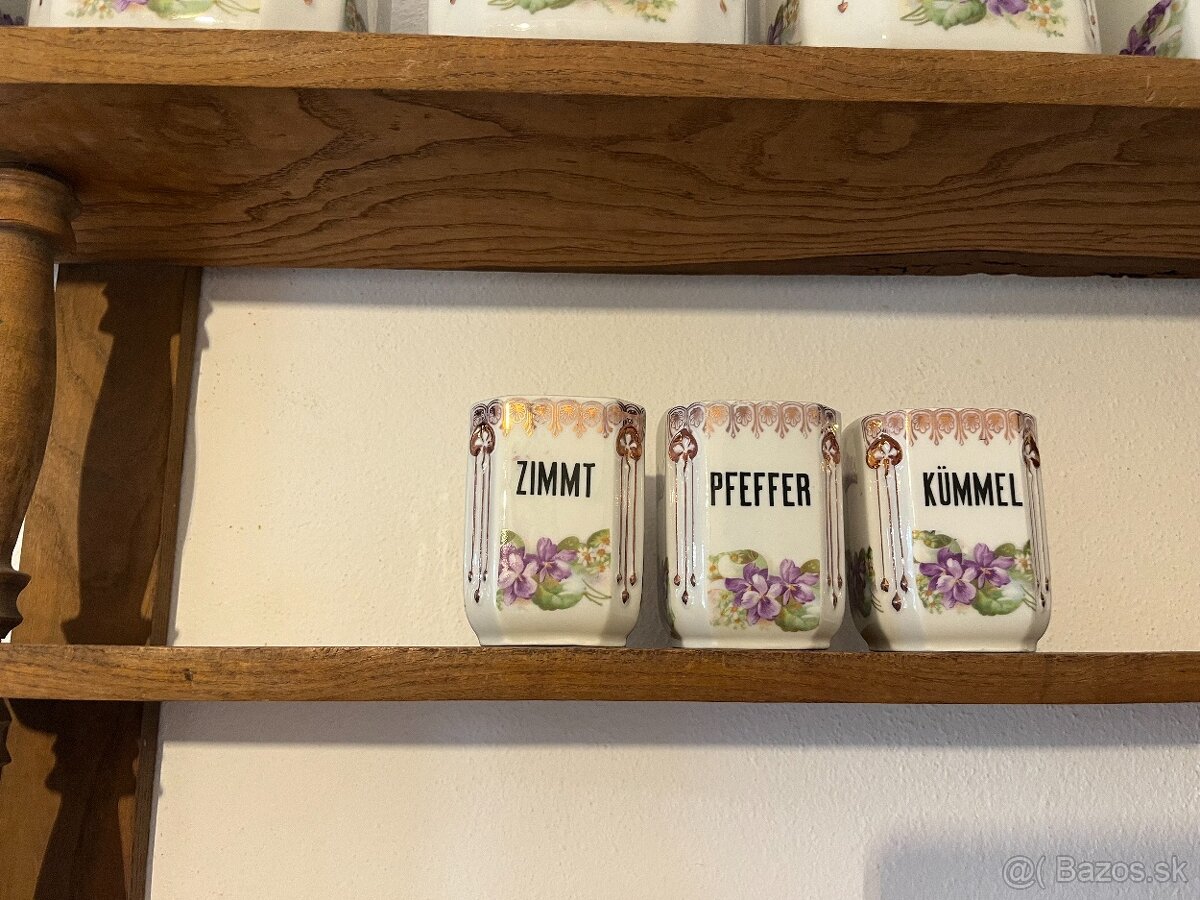 ZIMMT
PFEFFER
KÜMMEL
@( Bazos.sk